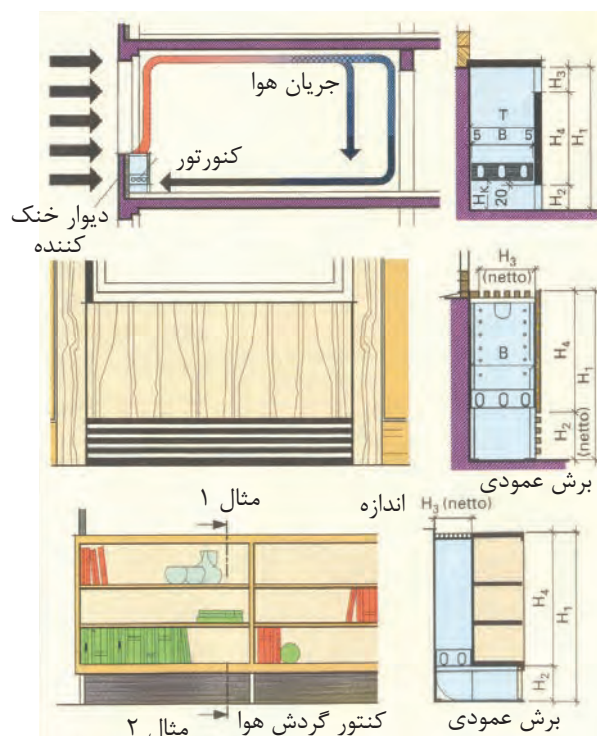 جریان هوا
کنورتور
دیوار خنک
کننده
H₃
T
5 B 5
H₄
H₁
Hₖ
20
H₂
H₃
(netto)
B
H₄
H₁
H₂
(netto)
برش عمودی
مثال ۱
اندازه
H₃ (netto)
H₄
H₁
H₂
مثال ۲
کنتور گردش هوا
برش عمودی